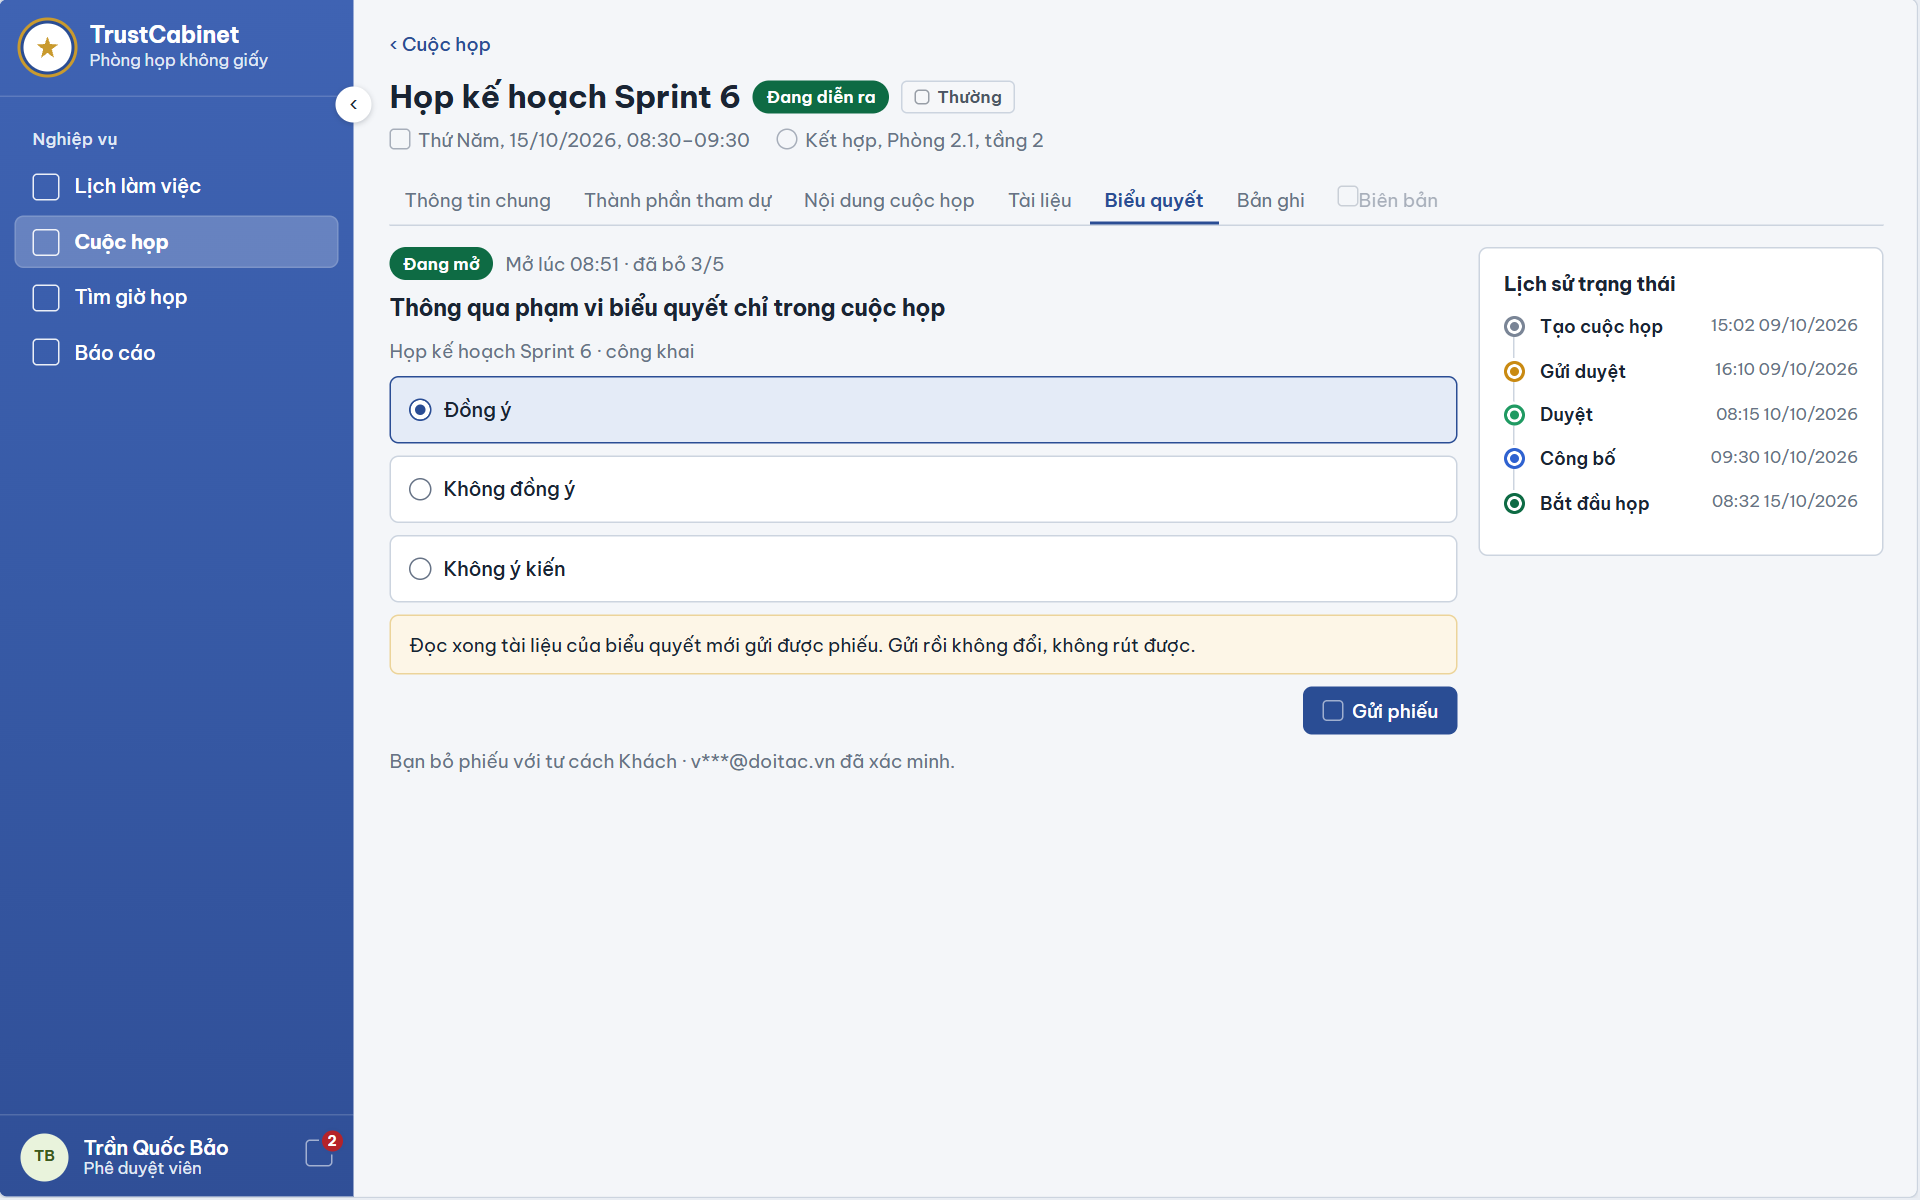 TrustCabinet
Phòng họp không giấy
Nghiệp vụ
Lịch làm việc
Cuộc họp
Tìm giờ họp
Báo cáo
TB
Trần Quốc Bảo
Phê duyệt viên
2
‹ Cuộc họp
Họp kế hoạch Sprint 6 Đang diễn ra Thường
Thứ Năm, 15/10/2026, 08:30–09:30 Kết hợp, Phòng 2.1, tầng 2
Thông tin chung Thành phần tham dự Nội dung cuộc họp Tài liệu Biểu quyết Bản ghi Biên bản
Đang mở Mở lúc 08:51 · đã bỏ 3/5
Thông qua phạm vi biểu quyết chỉ trong cuộc họp
Họp kế hoạch Sprint 6 · công khai
Đồng ý
Không đồng ý
Không ý kiến
Đọc xong tài liệu của biểu quyết mới gửi được phiếu. Gửi rồi không đổi, không rút được.
Gửi phiếu
Bạn bỏ phiếu với tư cách Khách · v***@doitac.vn đã xác minh.
Lịch sử trạng thái
Tạo cuộc họp 15:02 09/10/2026
Gửi duyệt 16:10 09/10/2026
Duyệt 08:15 10/10/2026
Công bố 09:30 10/10/2026
Bắt đầu họp 08:32 15/10/2026